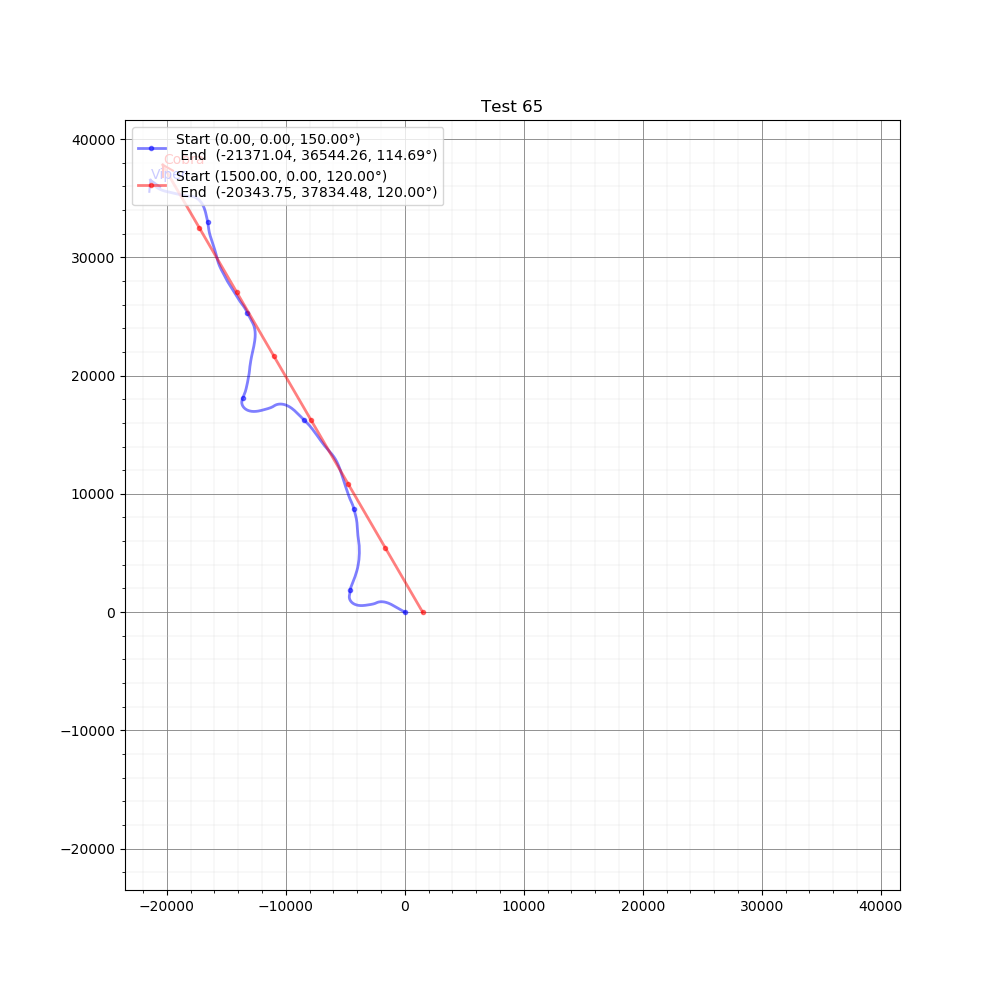 Test 65
Start (0.00, 0.00, 150.00°)
End (-21371.04, 36544.26, 114.69°)
Start (1500.00, 0.00, 120.00°)
End (-20343.75, 37834.48, 120.00°)
40000
30000
20000
10000
0
−10000
−20000
−20000 −10000 0 10000 20000 30000 40000